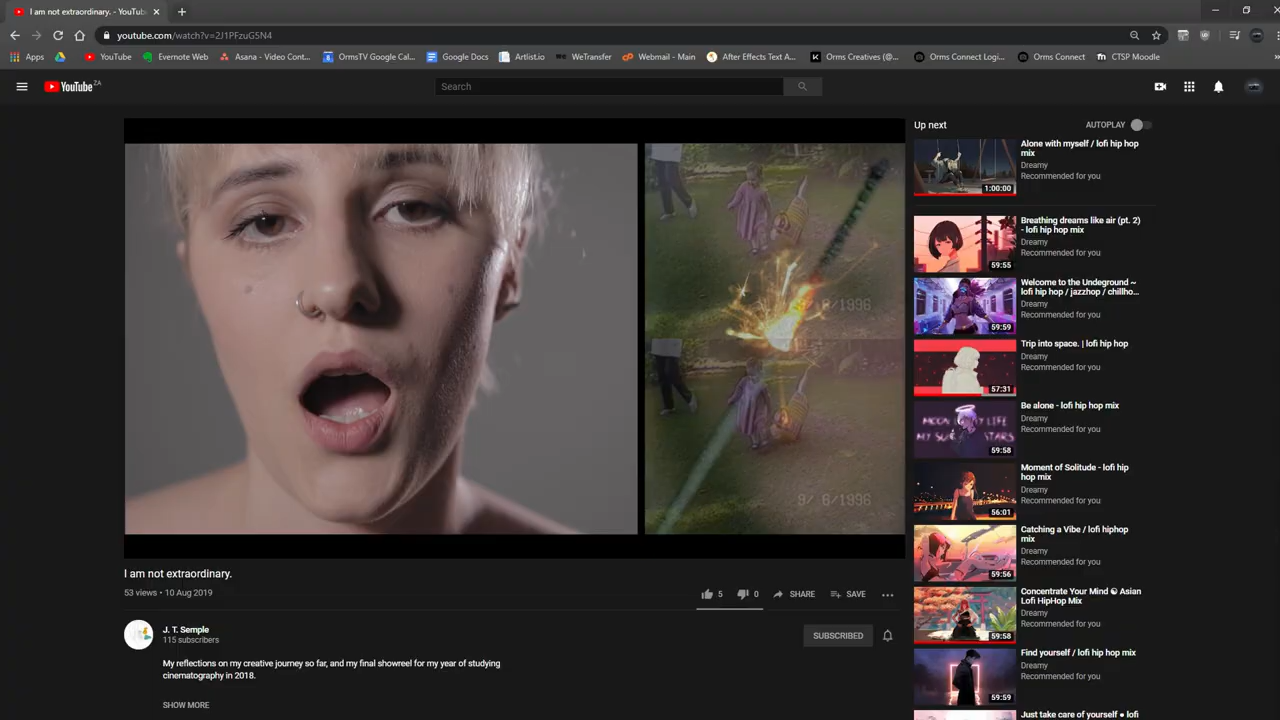 I am not extraordinary. - YouTub
youtube.com/watch?v=2J1PFzuG5N4
Apps
YouTube
Evernote Web
Asana - Video Cont...
Google Docs
OrmsTV Google Cal...
Artlist.io
WeTransfer
Webmail - Main
After Effects Text A...
Orms Creatives (@...
Orms Connect Logi...
Orms Connect
CTSP Moodle
YouTube ZA
Search
9/ 6/1996
9/ 6/1996
I am not extraordinary.
53 views • 10 Aug 2019
5
0
SHARE
SAVE
J. T. Semple
115 subscribers
SUBSCRIBED
My reflections on my creative journey so far, and my final showreel for my year of studying
cinematography in 2018.
SHOW MORE
Up next
AUTOPLAY
Alone with myself / lofi hip hop
mix
Dreamy
Recommended for you
1:00:00
Breathing dreams like air (pt. 2)
- lofi hip hop mix
Dreamy
Recommended for you
59:55
Welcome to the Undeground ~
lofi hip hop / jazzhop / chillho...
Dreamy
Recommended for you
59:59
Trip into space. | lofi hip hop
Dreamy
Recommended for you
57:31
Be alone - lofi hip hop mix
Dreamy
Recommended for you
59:58
Moment of Solitude - lofi hip
hop mix
Dreamy
Recommended for you
56:01
Catching a Vibe / lofi hiphop
mix
Dreamy
Recommended for you
59:56
Concentrate Your Mind ☯ Asian
Lofi HipHop Mix
Dreamy
Recommended for you
59:58
Find yourself / lofi hip hop mix
Dreamy
Recommended for you
59:59
Just take care of yourself ● lofi